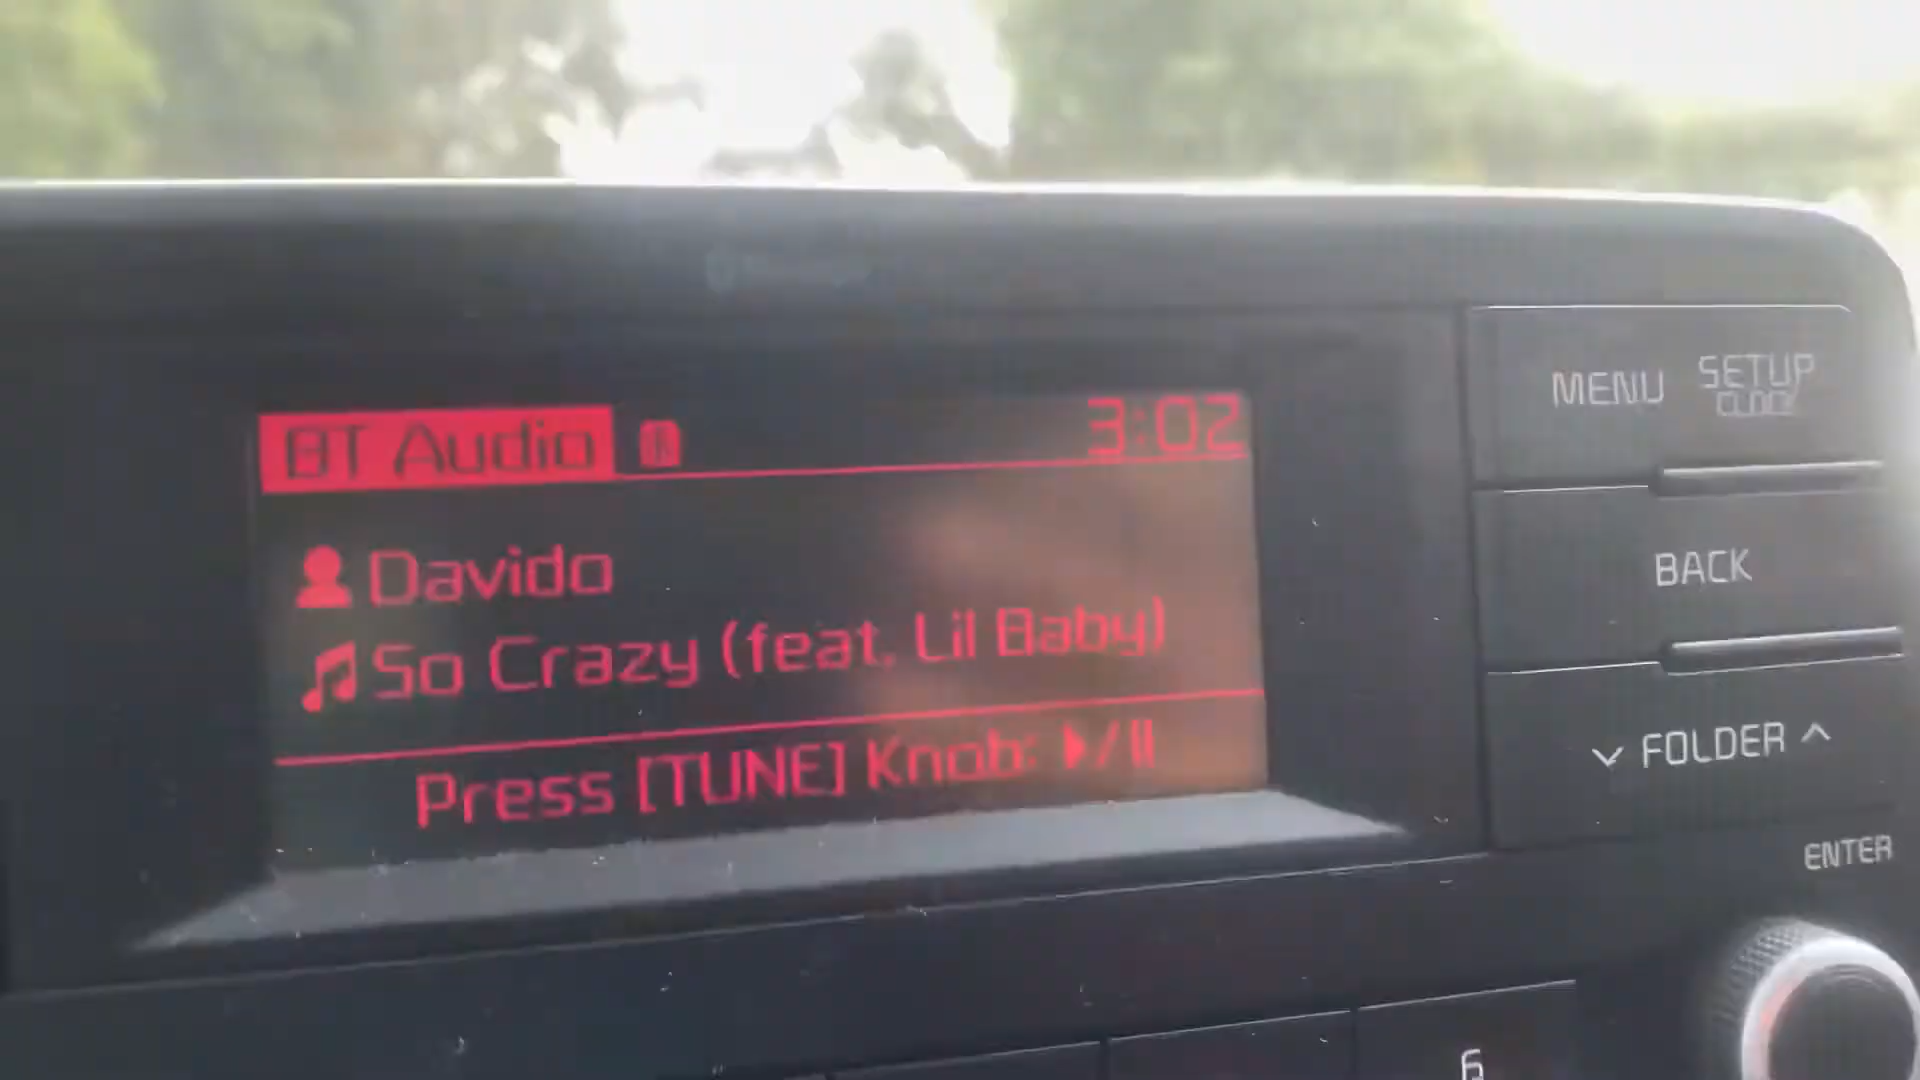 BT Audio 3:02
Davido
So Crazy (feat. Lil Baby)
Press [TUNE] Knob: ▶/II
MENU SETUP
CLOCK
BACK
FOLDER
ENTER
6